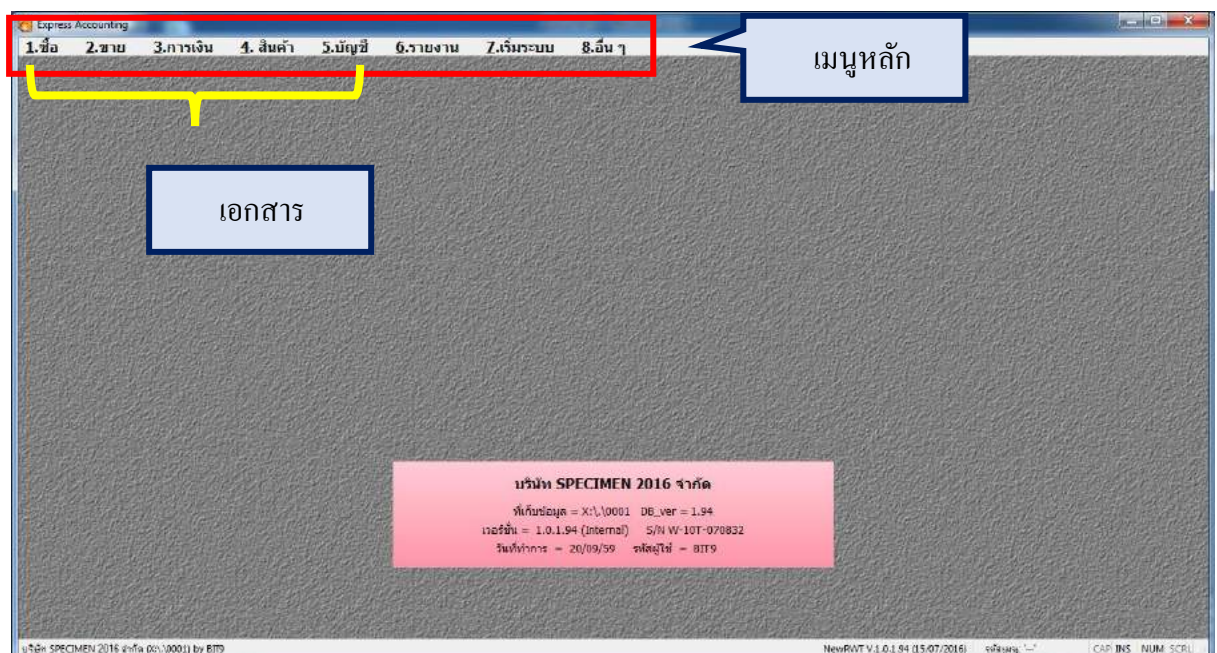 Express Accounting
1.ซื้อ 2.ขาย 3.การเงิน 4. สินค้า 5.บัญชี 6.รายงาน 7.เริ่มระบบ 8.อื่น ๆ
เมนูหลัก
เอกสาร
บริษัท SPECIMEN 2016 จำกัด
ที่เก็บข้อมูล = X:\.\0001 DB_ver = 1.94
เวอร์ชั่น = 1.0.1.94 (Internal) S/N W-10T-070832
วันที่ทำการ = 20/09/59 รหัสผู้ใช้ = BIT9
บริษัท SPECIMEN 2016 จำกัด (X:\.\0001) by BIT9 NewRWT V.1.0.1.94 (15/07/2016) CAP INS NUM SCRL